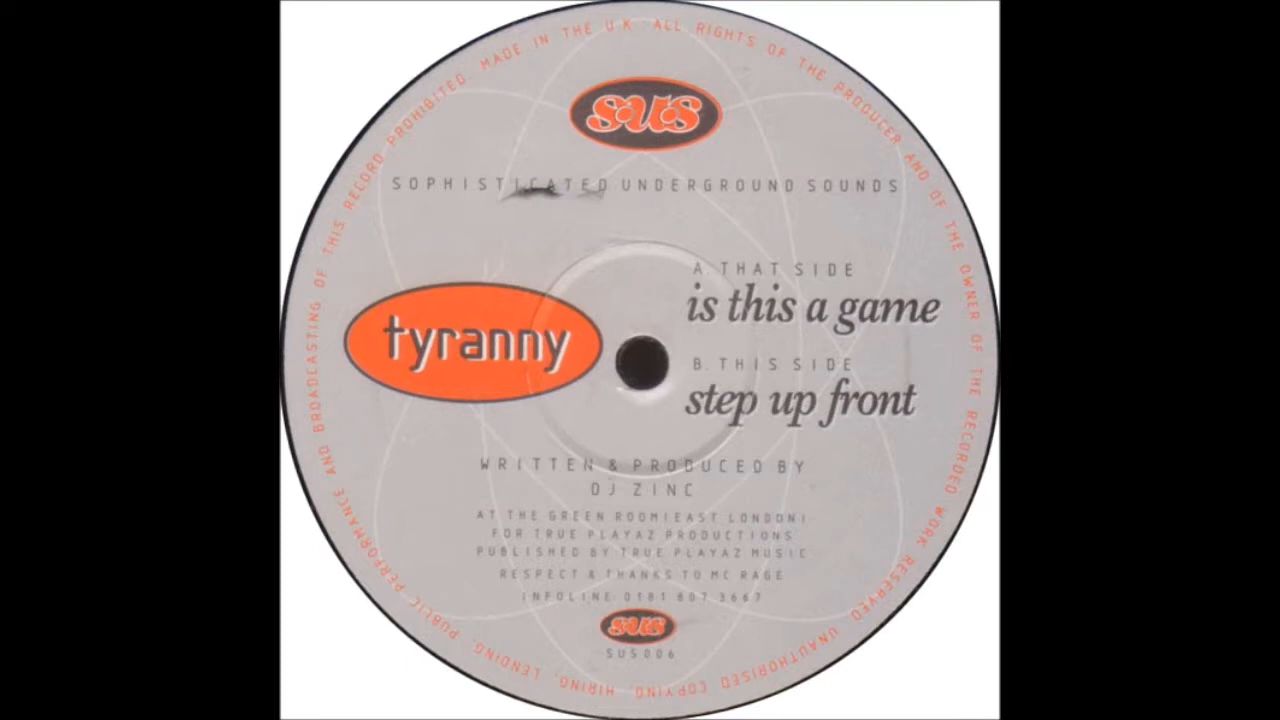 MADE IN THE U.K. ALL RIGHTS OF THE PRODUCER AND OF THE OWNER OF THE RECORDED WORK RESERVED. UNAUTHORISED COPYING, HIRING, LENDING, PUBLIC PERFORMANCE AND BROADCASTING OF THIS RECORD PROHIBITED.
SUS
SOPHISTICATED UNDERGROUND SOUNDS
A. THAT SIDE
is this a game
tyranny
B. THIS SIDE
step up front
WRITTEN & PRODUCED BY
DJ ZINC
AT THE GREEN ROOM(EAST LONDON)
FOR TRUE PLAYAZ PRODUCTIONS
PUBLISHED BY TRUE PLAYAZ MUSIC
RESPECT & THANKS TO MC RAGE
INFOLINE: 0181 807 3667
SUS
SUS006